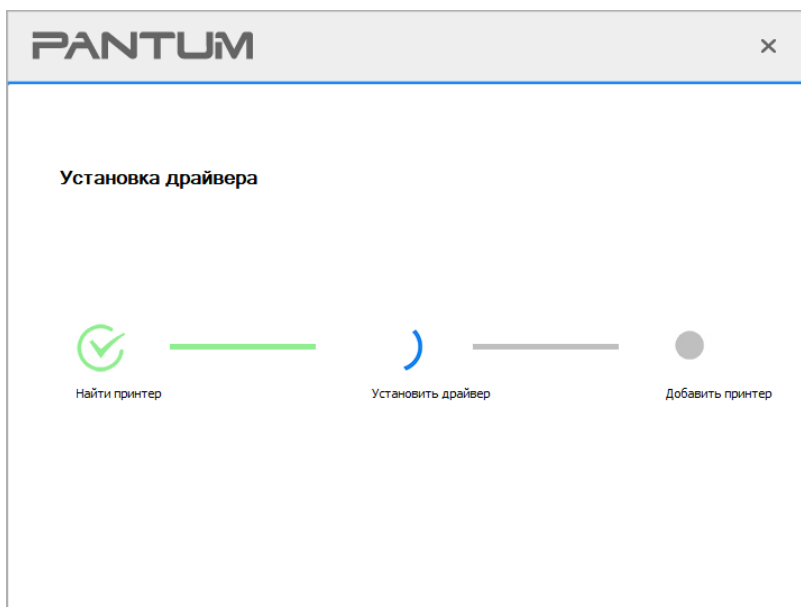 PANTUM
Установка драйвера
Найти принтер
Установить драйвер
Добавить принтер